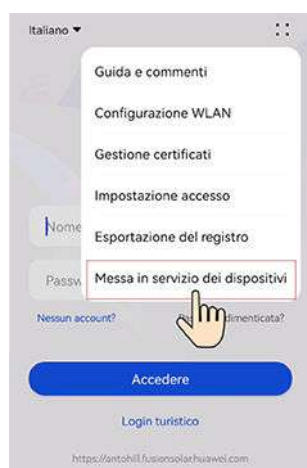 Italiano
Guida e commenti
Configurazione WLAN
Gestione certificati
Impostazione accesso
Nome
Esportazione del registro
Passw
Messa in servizio dei dispositivi
Nessun account? dimenticata?
Accedere
Login turistico
https://antohill.fusionsolar.huawei.com